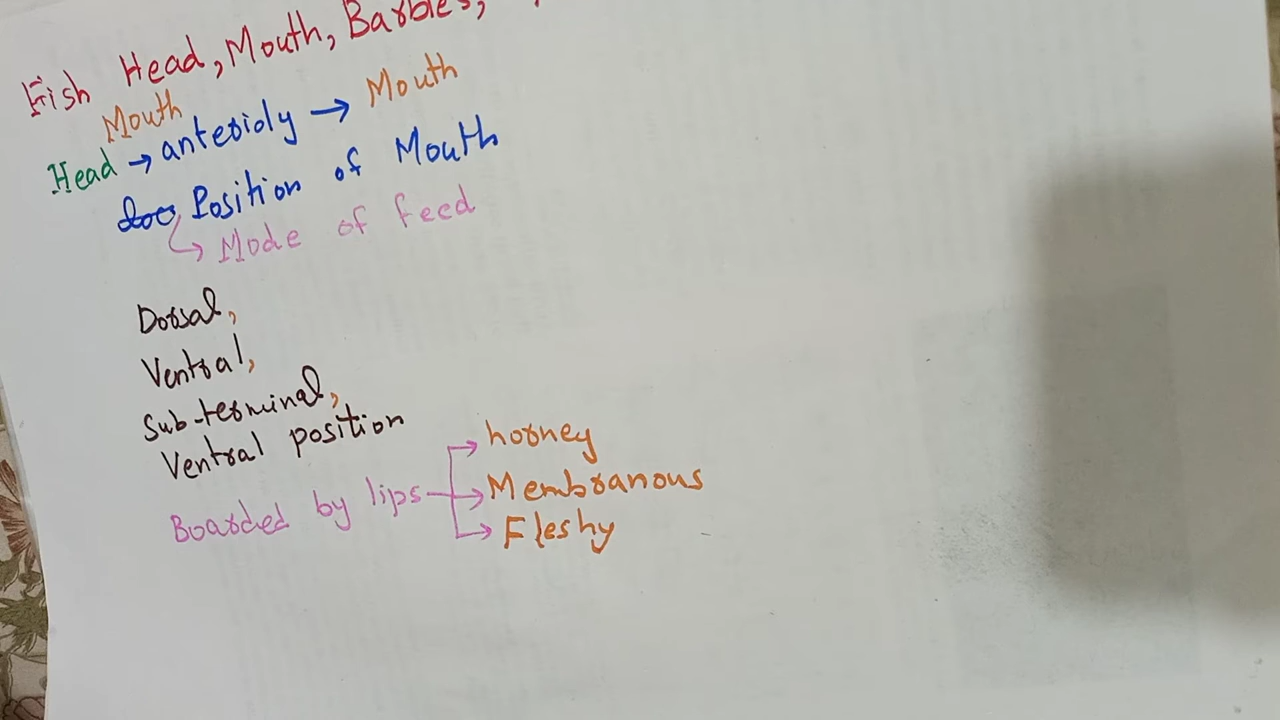 Fish Head, Mouth, Barbles,
Mouth
Head → anterioly → Mouth
Position of Mouth
↳ Mode of feed
Dorsal,
Ventral,
Sub-terminal,
Ventral position
Boarded by lips → horney
→ Membranous
→ Fleshy